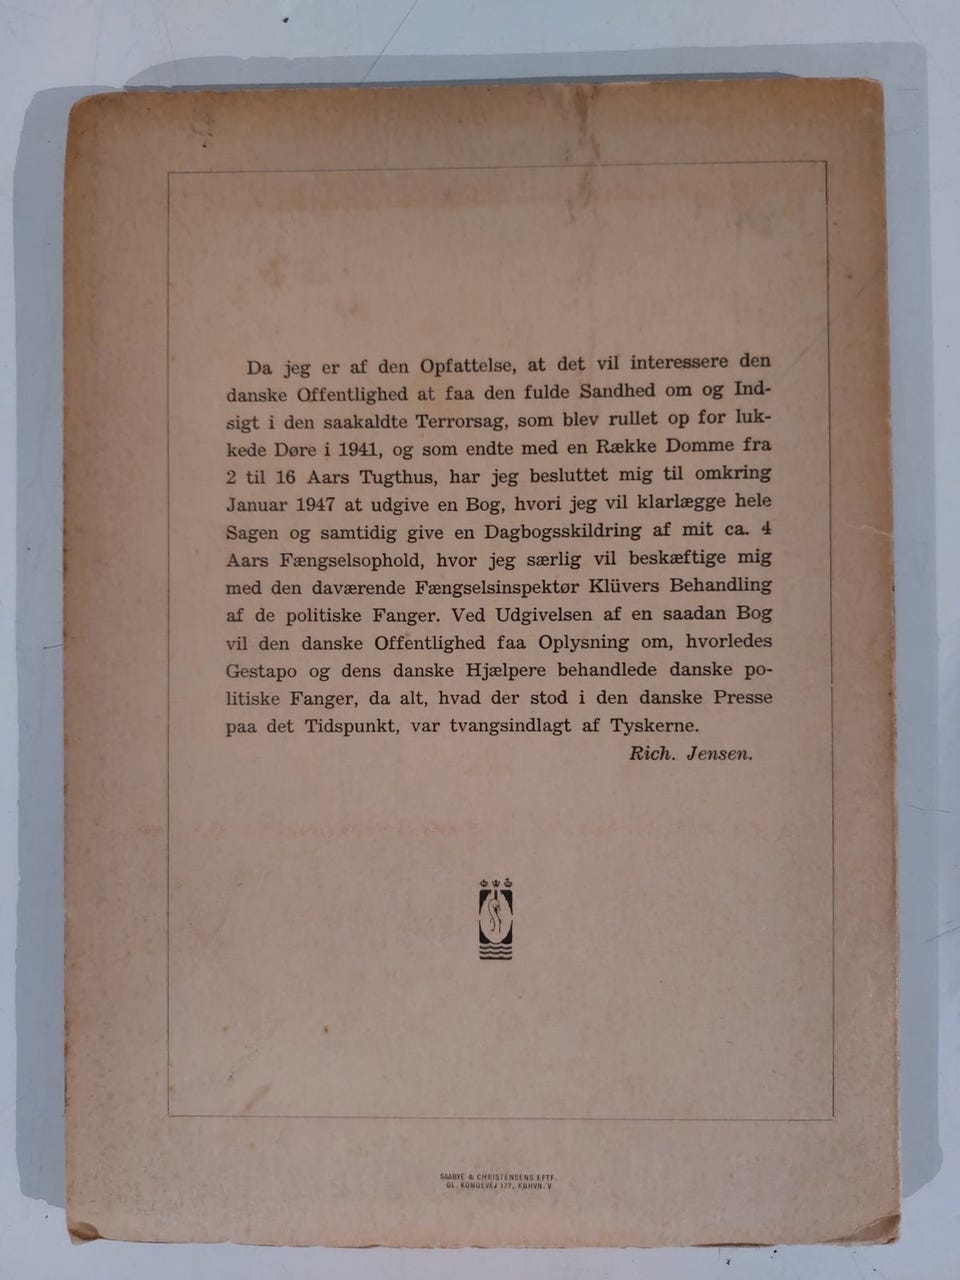 Da jeg er af den Opfattelse, at det vil interessere den
danske Offentlighed at faa den fulde Sandhed om og Ind-
sigt i den saakaldte Terrorsag, som blev rullet op for luk-
kede Døre i 1941, og som endte med en Række Domme fra
2 til 16 Aars Tugthus, har jeg besluttet mig til omkring
Januar 1947 at udgive en Bog, hvori jeg vil klarlægge hele
Sagen og samtidig give en Dagbogsskildring af mit ca. 4
Aars Fængselsophold, hvor jeg særlig vil beskæftige mig
med den daværende Fængselsinspektør Klüvers Behandling
af de politiske Fanger. Ved Udgivelsen af en saadan Bog
vil den danske Offentlighed faa Oplysning om, hvorledes
Gestapo og dens danske Hjælpere behandlede danske po-
litiske Fanger, da alt, hvad der stod i den danske Presse
paa det Tidspunkt, var tvangsindlagt af Tyskerne.
Rich. Jensen.
SAABYE & CHRISTENSENS EFTF.
GL. KONGEVEJ 177, KBHVN. V